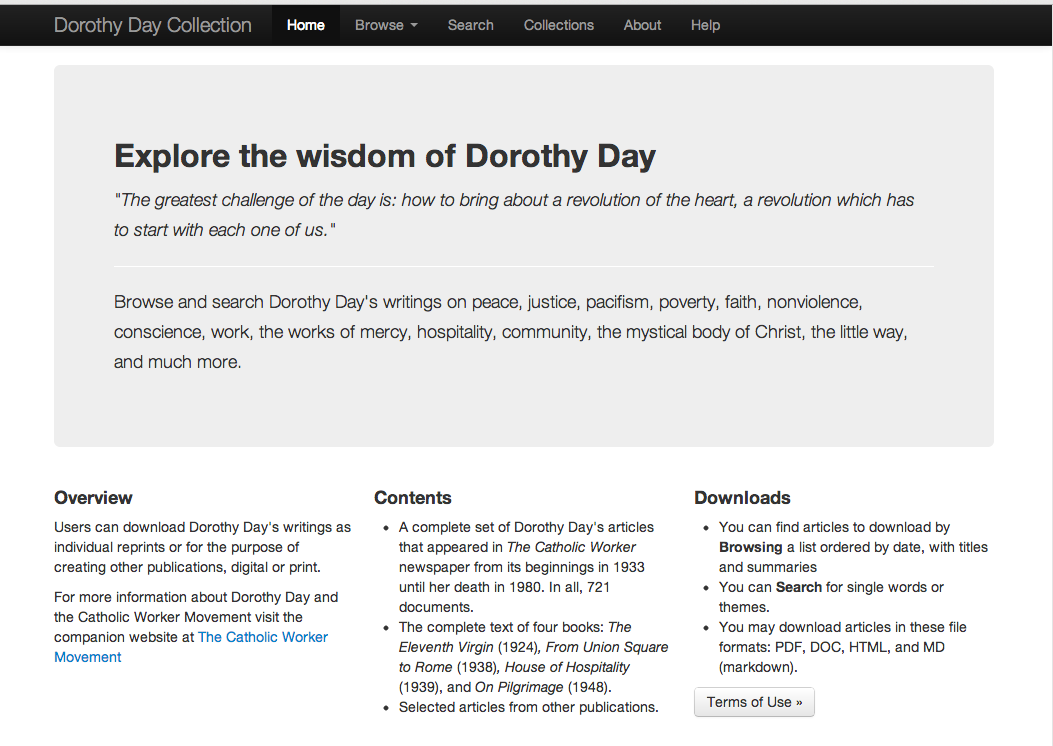 Dorothy Day Collection Home Browse Search Collections About Help
Explore the wisdom of Dorothy Day
"The greatest challenge of the day is: how to bring about a revolution of the heart, a revolution which has
to start with each one of us."
Browse and search Dorothy Day's writings on peace, justice, pacifism, poverty, faith, nonviolence,
conscience, work, the works of mercy, hospitality, community, the mystical body of Christ, the little way,
and much more.
Overview
Users can download Dorothy Day's writings as
individual reprints or for the purpose of
creating other publications, digital or print.
For more information about Dorothy Day and
the Catholic Worker Movement visit the
companion website at The Catholic Worker
Movement
Contents
• A complete set of Dorothy Day's articles
that appeared in The Catholic Worker
newspaper from its beginnings in 1933
until her death in 1980. In all, 721
documents.
• The complete text of four books: The
Eleventh Virgin (1924), From Union Square
to Rome (1938), House of Hospitality
(1939), and On Pilgrimage (1948).
• Selected articles from other publications.
Downloads
• You can find articles to download by
Browsing a list ordered by date, with titles
and summaries
• You can Search for single words or
themes.
• You may download articles in these file
formats: PDF, DOC, HTML, and MD
(markdown).
Terms of Use »